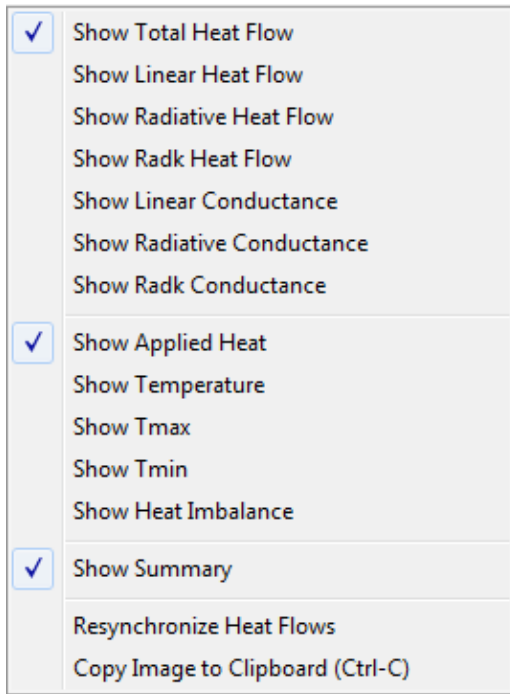 Show Total Heat Flow
Show Linear Heat Flow
Show Radiative Heat Flow
Show Radk Heat Flow
Show Linear Conductance
Show Radiative Conductance
Show Radk Conductance
Show Applied Heat
Show Temperature
Show Tmax
Show Tmin
Show Heat Imbalance
Show Summary
Resynchronize Heat Flows
Copy Image to Clipboard (Ctrl-C)